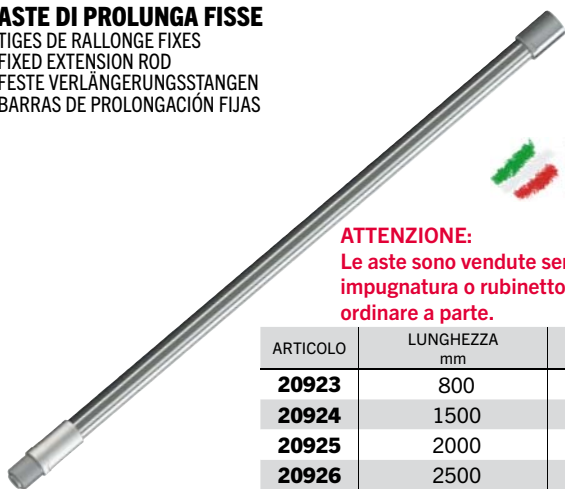 ASTE DI PROLUNGA FISSE
TIGES DE RALLONGE FIXES
FIXED EXTENSION ROD
FESTE VERLÄNGERUNGSSTANGEN
BARRAS DE PROLONGACIÓN FIJAS
ATTENZIONE:
Le aste sono vendute
impugnatura o rubinetto
ordinare a parte.
ARTICOLO LUNGHEZZA
mm
20923 800
20924 1500
20925 2000
20926 2500